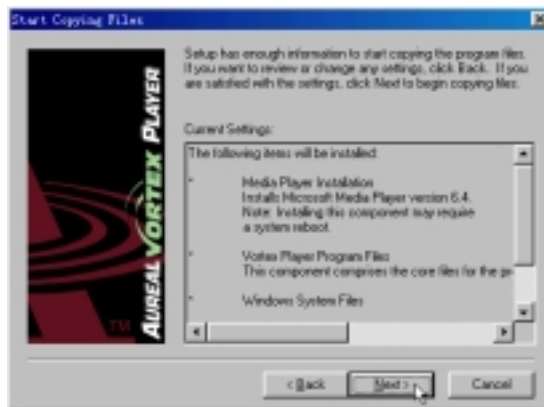 Start Copying Files
Setup has enough information to start copying the program files.
If you want to review or change any settings, click Back. If you
are satisfied with the settings, click Next to begin copying files.
Current Settings:
The following items will be installed:
Media Player Installation
Installs Microsoft Media Player version 6.4.
Note: Installing this component may require
a system reboot.
Vortex Player Program Files
This component comprises the core files for the pr
Windows System Files
AUREAL VORTEX PLAYER
TM
< Back
Next >
Cancel